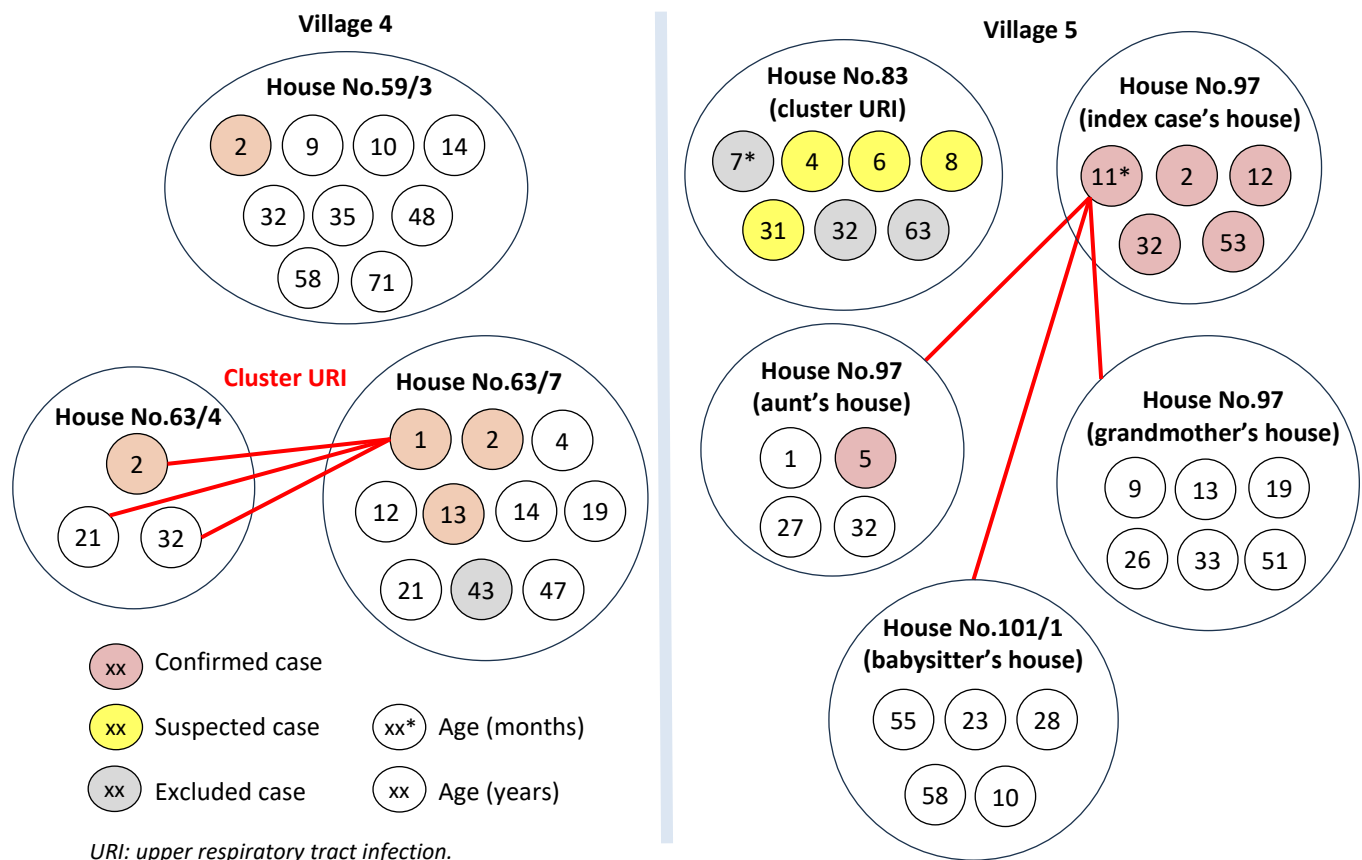 Village 4
House No.59/3
2 9 10 14
32 35 48
58 71
Cluster URI
House No.63/4
2
21 32
House No.63/7
1 2 4
12 13 14 19
21 43 47
xx Confirmed case
xx Suspected case
xx Excluded case
xx* Age (months)
xx Age (years)
URI: upper respiratory tract infection.
Village 5
House No.83
(cluster URI)
7* 4 6 8
31 32 63
House No.97
(index case’s house)
11* 2 12
32 53
House No.97
(aunt’s house)
1 5
27 32
House No.97
(grandmother’s house)
9 13 19
26 33 51
House No.101/1
(babysitter’s house)
55 23 28
58 10